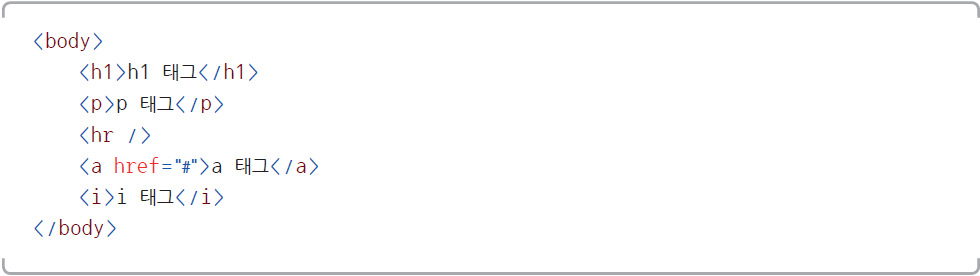 <body>
<h1>h1 태그</h1>
<p>p 태그</p>
<hr />
<a href="#">a 태그</a>
<i>i 태그</i>
</body>